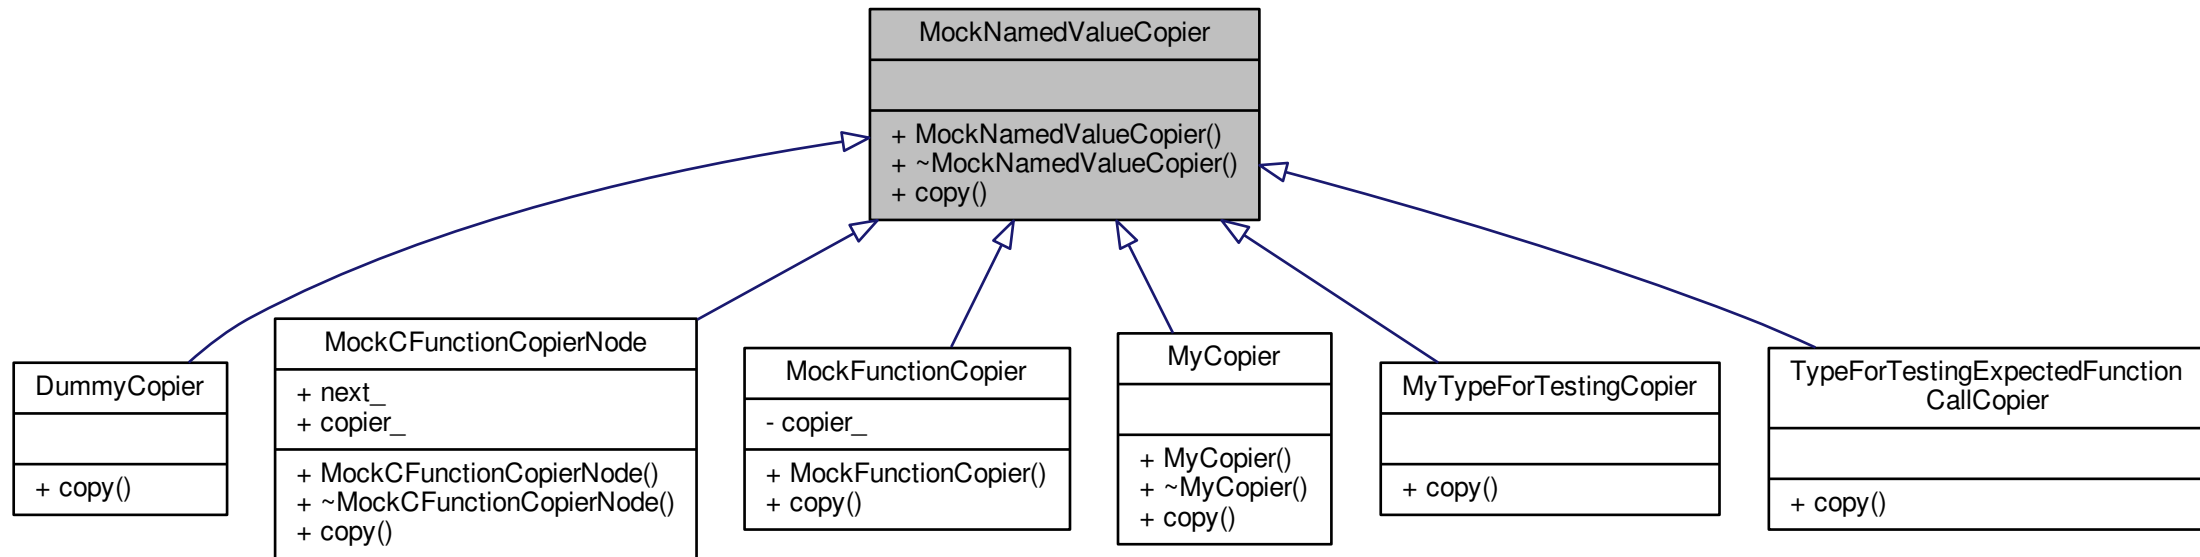 MockNamedValueCopier
+ MockNamedValueCopier()
+ ~MockNamedValueCopier()
+ copy()
DummyCopier
+ copy()
MockCFunctionCopierNode
+ next_
+ copier_
+ MockCFunctionCopierNode()
+ ~MockCFunctionCopierNode()
+ copy()
MockFunctionCopier
- copier_
+ MockFunctionCopier()
+ copy()
MyCopier
+ MyCopier()
+ ~MyCopier()
+ copy()
MyTypeForTestingCopier
+ copy()
TypeForTestingExpectedFunction
CallCopier
+ copy()